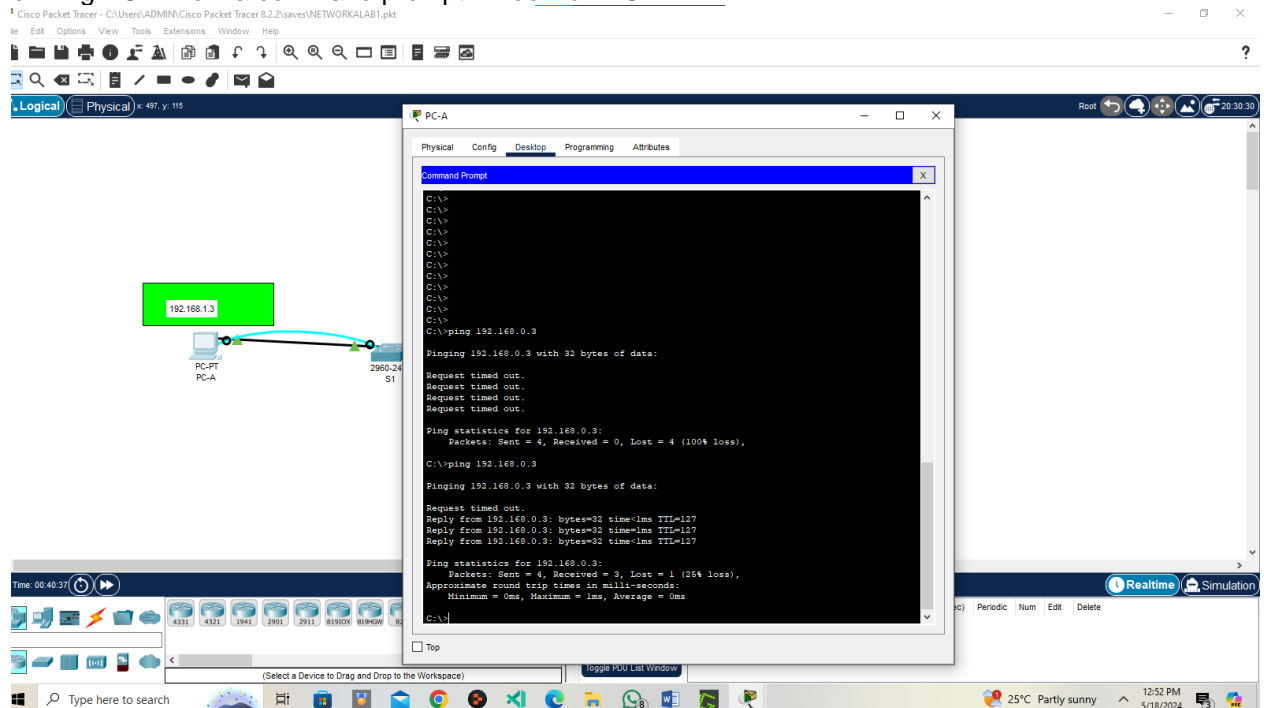 Cisco Packet Tracer - C:\Users\ADMIN\Cisco Packet Tracer 8.2.2\saves\NETWORKALAB1.pkt
Edit Options View Tools Extensions Window Help
Logical Physical x: 497, y: 115
Root 20:30:30
PC-A
Physical Config Desktop Programming Attributes
Command Prompt X
C:\>
C:\>
C:\>
C:\>
C:\>
C:\>
C:\>
C:\>
C:\>
C:\>
C:\>
C:\>ping 192.168.0.3
Pinging 192.168.0.3 with 32 bytes of data:
Request timed out.
Request timed out.
Request timed out.
Request timed out.
Ping statistics for 192.168.0.3:
Packets: Sent = 4, Received = 0, Lost = 4 (100% loss),
C:\>ping 192.168.0.3
Pinging 192.168.0.3 with 32 bytes of data:
Request timed out.
Reply from 192.168.0.3: bytes=32 time<1ms TTL=127
Reply from 192.168.0.3: bytes=32 time=1ms TTL=127
Reply from 192.168.0.3: bytes=32 time<1ms TTL=127
Ping statistics for 192.168.0.3:
Packets: Sent = 4, Received = 3, Lost = 1 (25% loss),
Approximate round trip times in milli-seconds:
Minimum = 0ms, Maximum = 1ms, Average = 0ms
C:\>
Top
192.168.1.3
PC-PT
PC-A
2960-24
S1
Time: 00:40:37
Realtime Simulation
4331 4321 1941 2901 2911 819IOX 819HGW
Periodic Num Edit Delete
(Select a Device to Drag and Drop to the Workspace)
Toggle PDU List Window
Type here to search
25°C Partly sunny
12:52 PM
5/18/2024